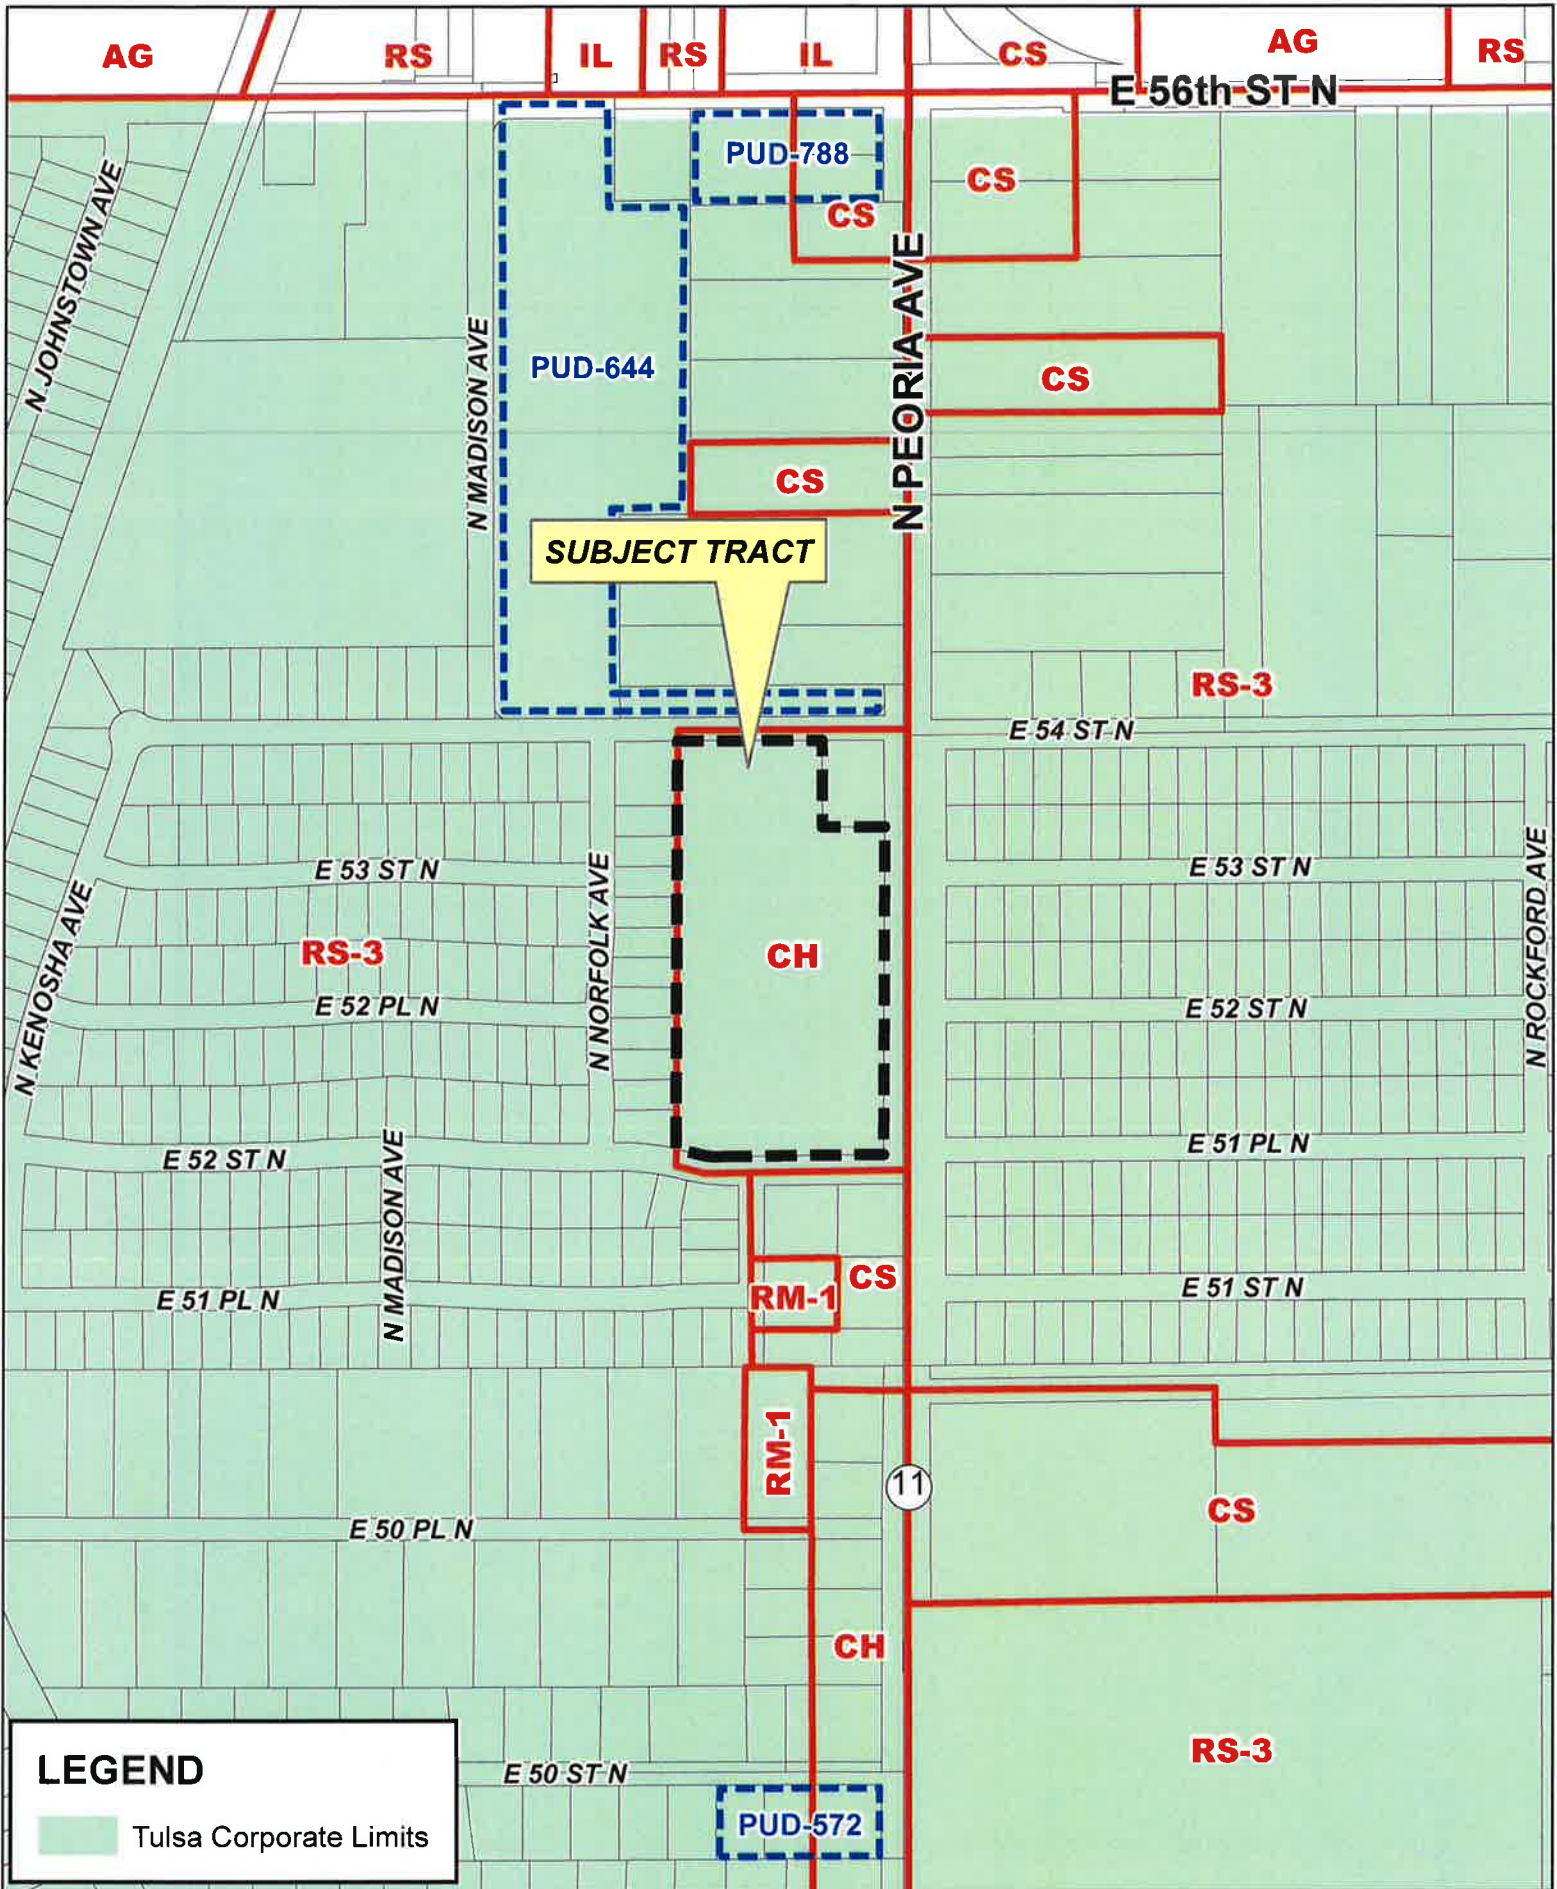 AG
RS
IL
RS
IL
CS
AG
RS
E 56th ST N
PUD-788
CS
CS
N JOHNSTOWN AVE
N PEORIA AVE
N MADISON AVE
PUD-644
CS
CS
SUBJECT TRACT
RS-3
E 54 ST N
E 53 ST N
E 53 ST N
N KENOSHA AVE
RS-3
N NORFOLK AVE
CH
N ROCKFORD AVE
E 52 PL N
E 52 ST N
E 52 ST N
E 51 PL N
N MADISON AVE
CS
RM-1
E 51 PL N
E 51 ST N
RM-1
11
CS
E 50 PL N
CH
RS-3
E 50 ST N
PUD-572
LEGEND
Tulsa Corporate Limits